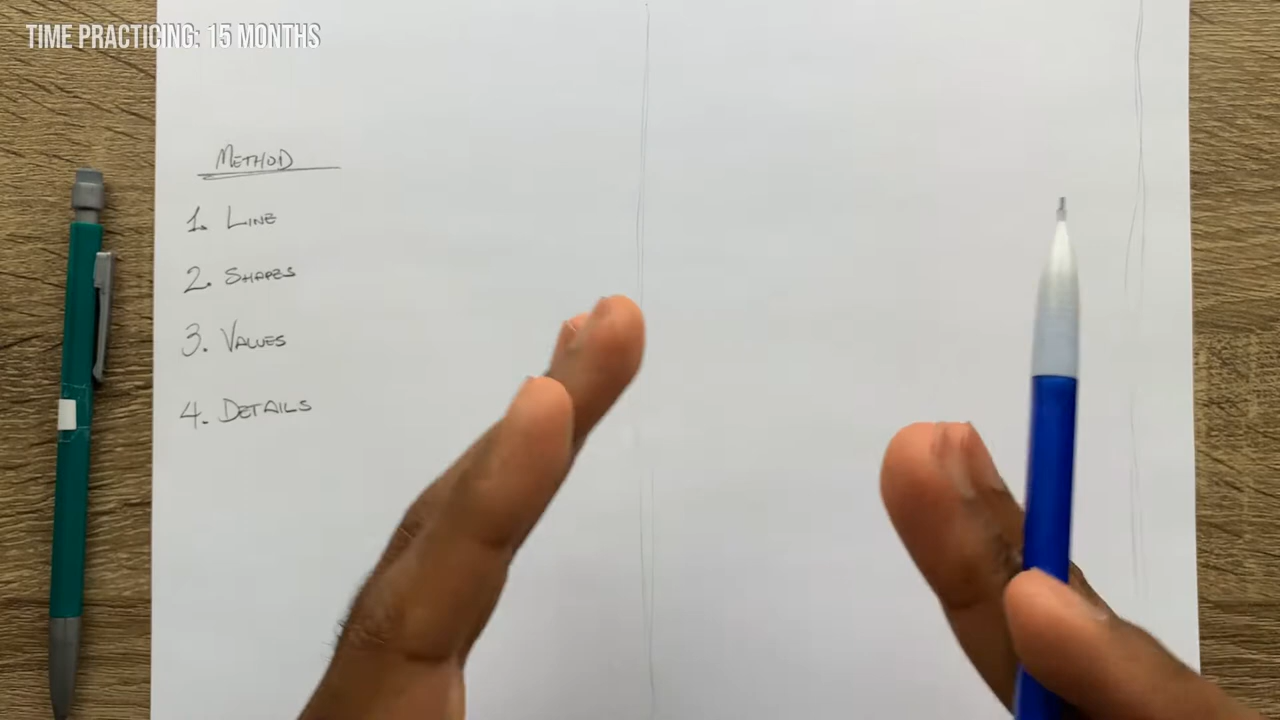 TIME PRACTICING: 15 MONTHS
METHOD
1. LINE
2. SHAPES
3. VALUES
4. DETAILS